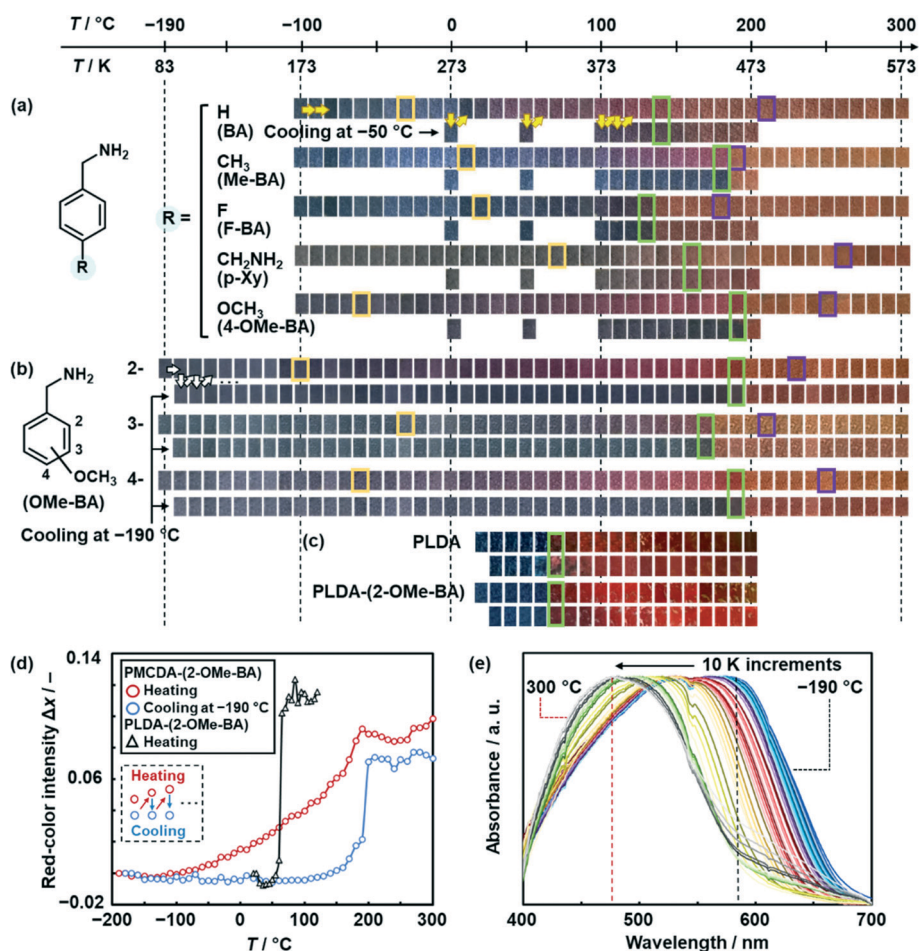 T / °C −190 −100 0 100 200 300
T / K 83 173 273 373 473 573
(a)
NH₂
R
R =
H
(BA) Cooling at −50 °C
CH₃
(Me-BA)
F
(F-BA)
CH₂NH₂
(p-Xy)
OCH₃
(4-OMe-BA)
(b)
NH₂
2
3
4
OCH₃
(OMe-BA)
Cooling at −190 °C
2-
. . .
3-
4-
(c)
PLDA
PLDA-(2-OMe-BA)
(d)
Red-color intensity Δx / –
0.14
0.06
−0.02
PMCDA-(2-OMe-BA)
Heating
Cooling at −190 °C
PLDA-(2-OMe-BA)
Heating
Heating
.....
Cooling
−200 −100 0 100 200 300
T / °C
(e)
Absorbance / a. u.
10 K increments
300 °C
−190 °C
400 500 600 700
Wavelength / nm